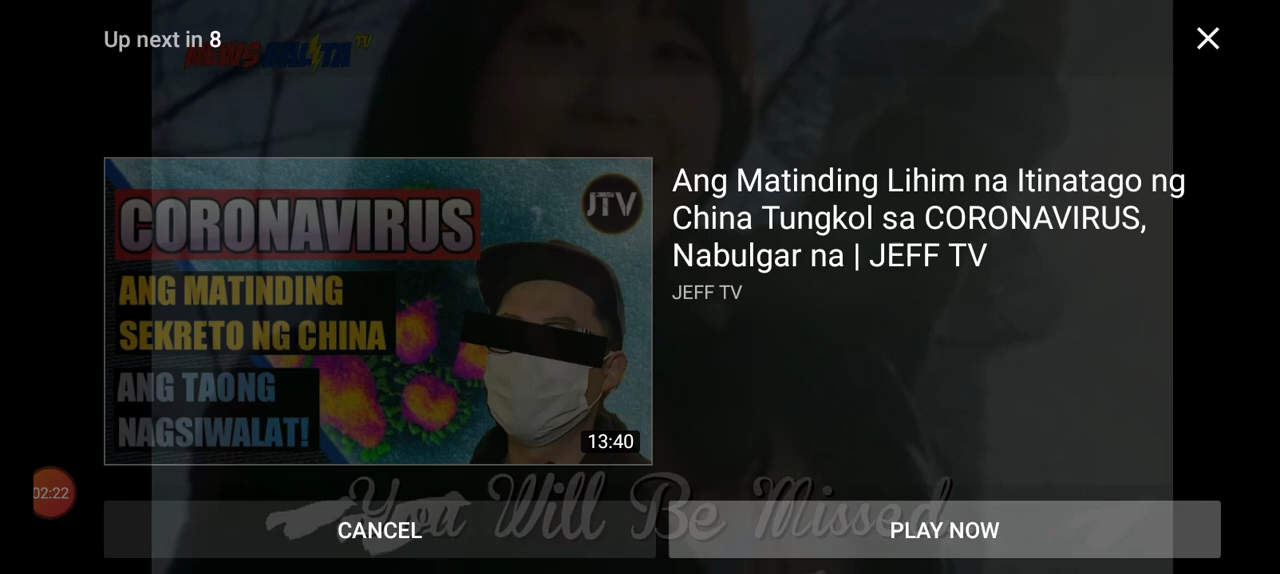 Up next in 8
NEWSBALITA TV
CORONAVIRUS
JTV
ANG MATINDING
SEKRETO NG CHINA
ANG TAONG
NAGSIWALAT!
13:40
Ang Matinding Lihim na Itinatago ng
China Tungkol sa CORONAVIRUS,
Nabulgar na | JEFF TV
JEFF TV
02:22
You Will Be Missed
CANCEL
PLAY NOW